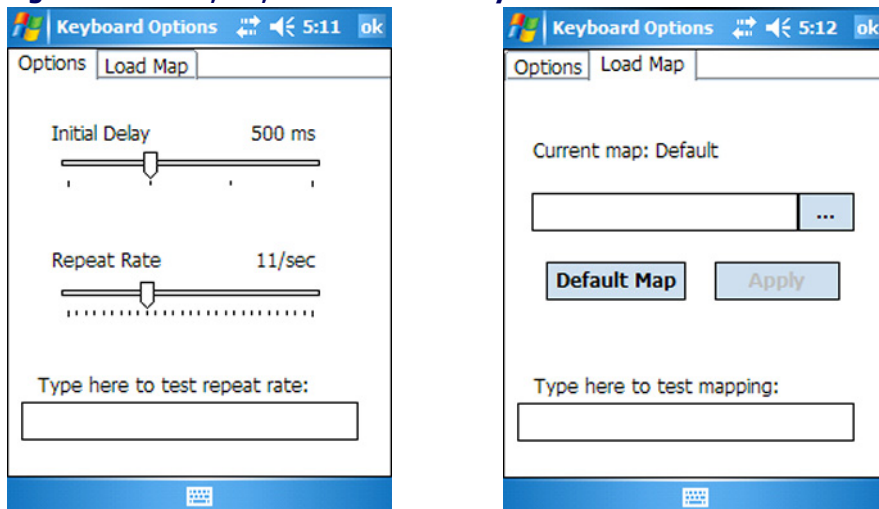 Keyboard Options 5:11 ok
Options Load Map
Initial Delay 500 ms
Repeat Rate 11/sec
Type here to test repeat rate:
Keyboard Options 5:12 ok
Options Load Map
Current map: Default
...
Default Map Apply
Type here to test mapping: